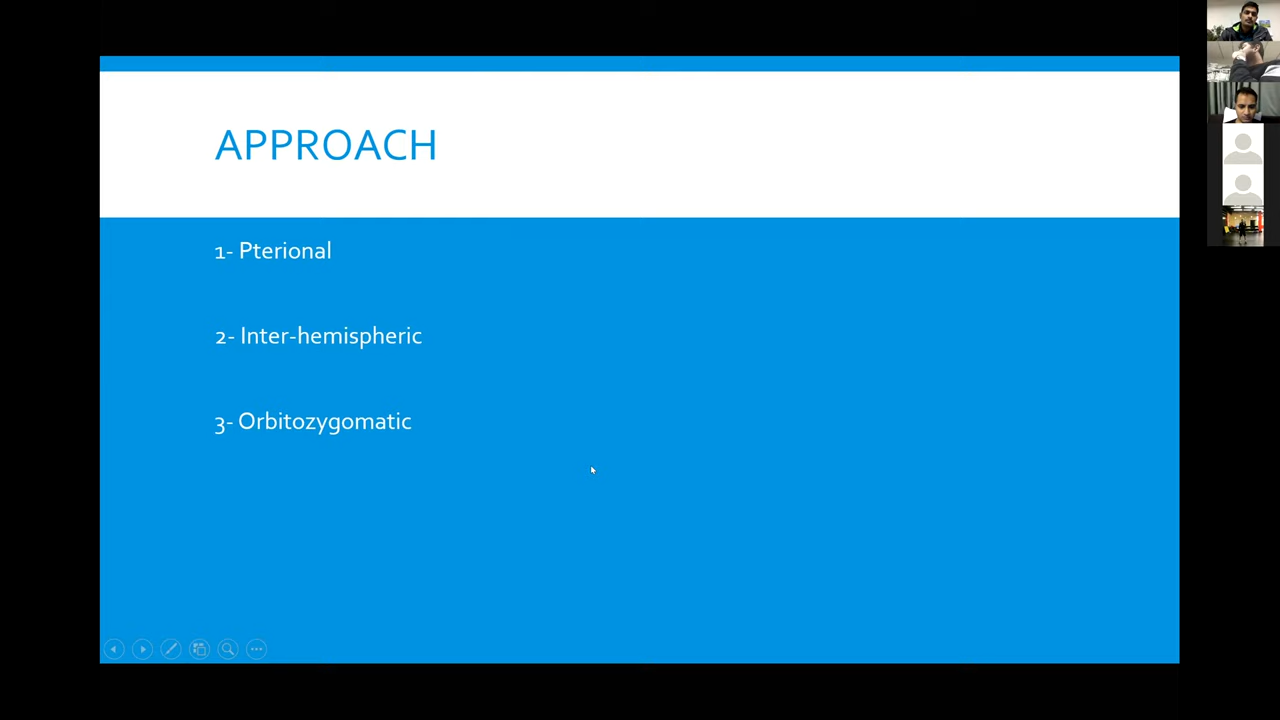 APPROACH
1- Pterional
2- Inter-hemispheric
3- Orbitozygomatic